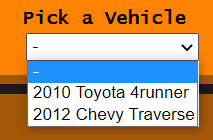 Pick a Vehicle
-
-
2010 Toyota 4runner
2012 Chevy Traverse